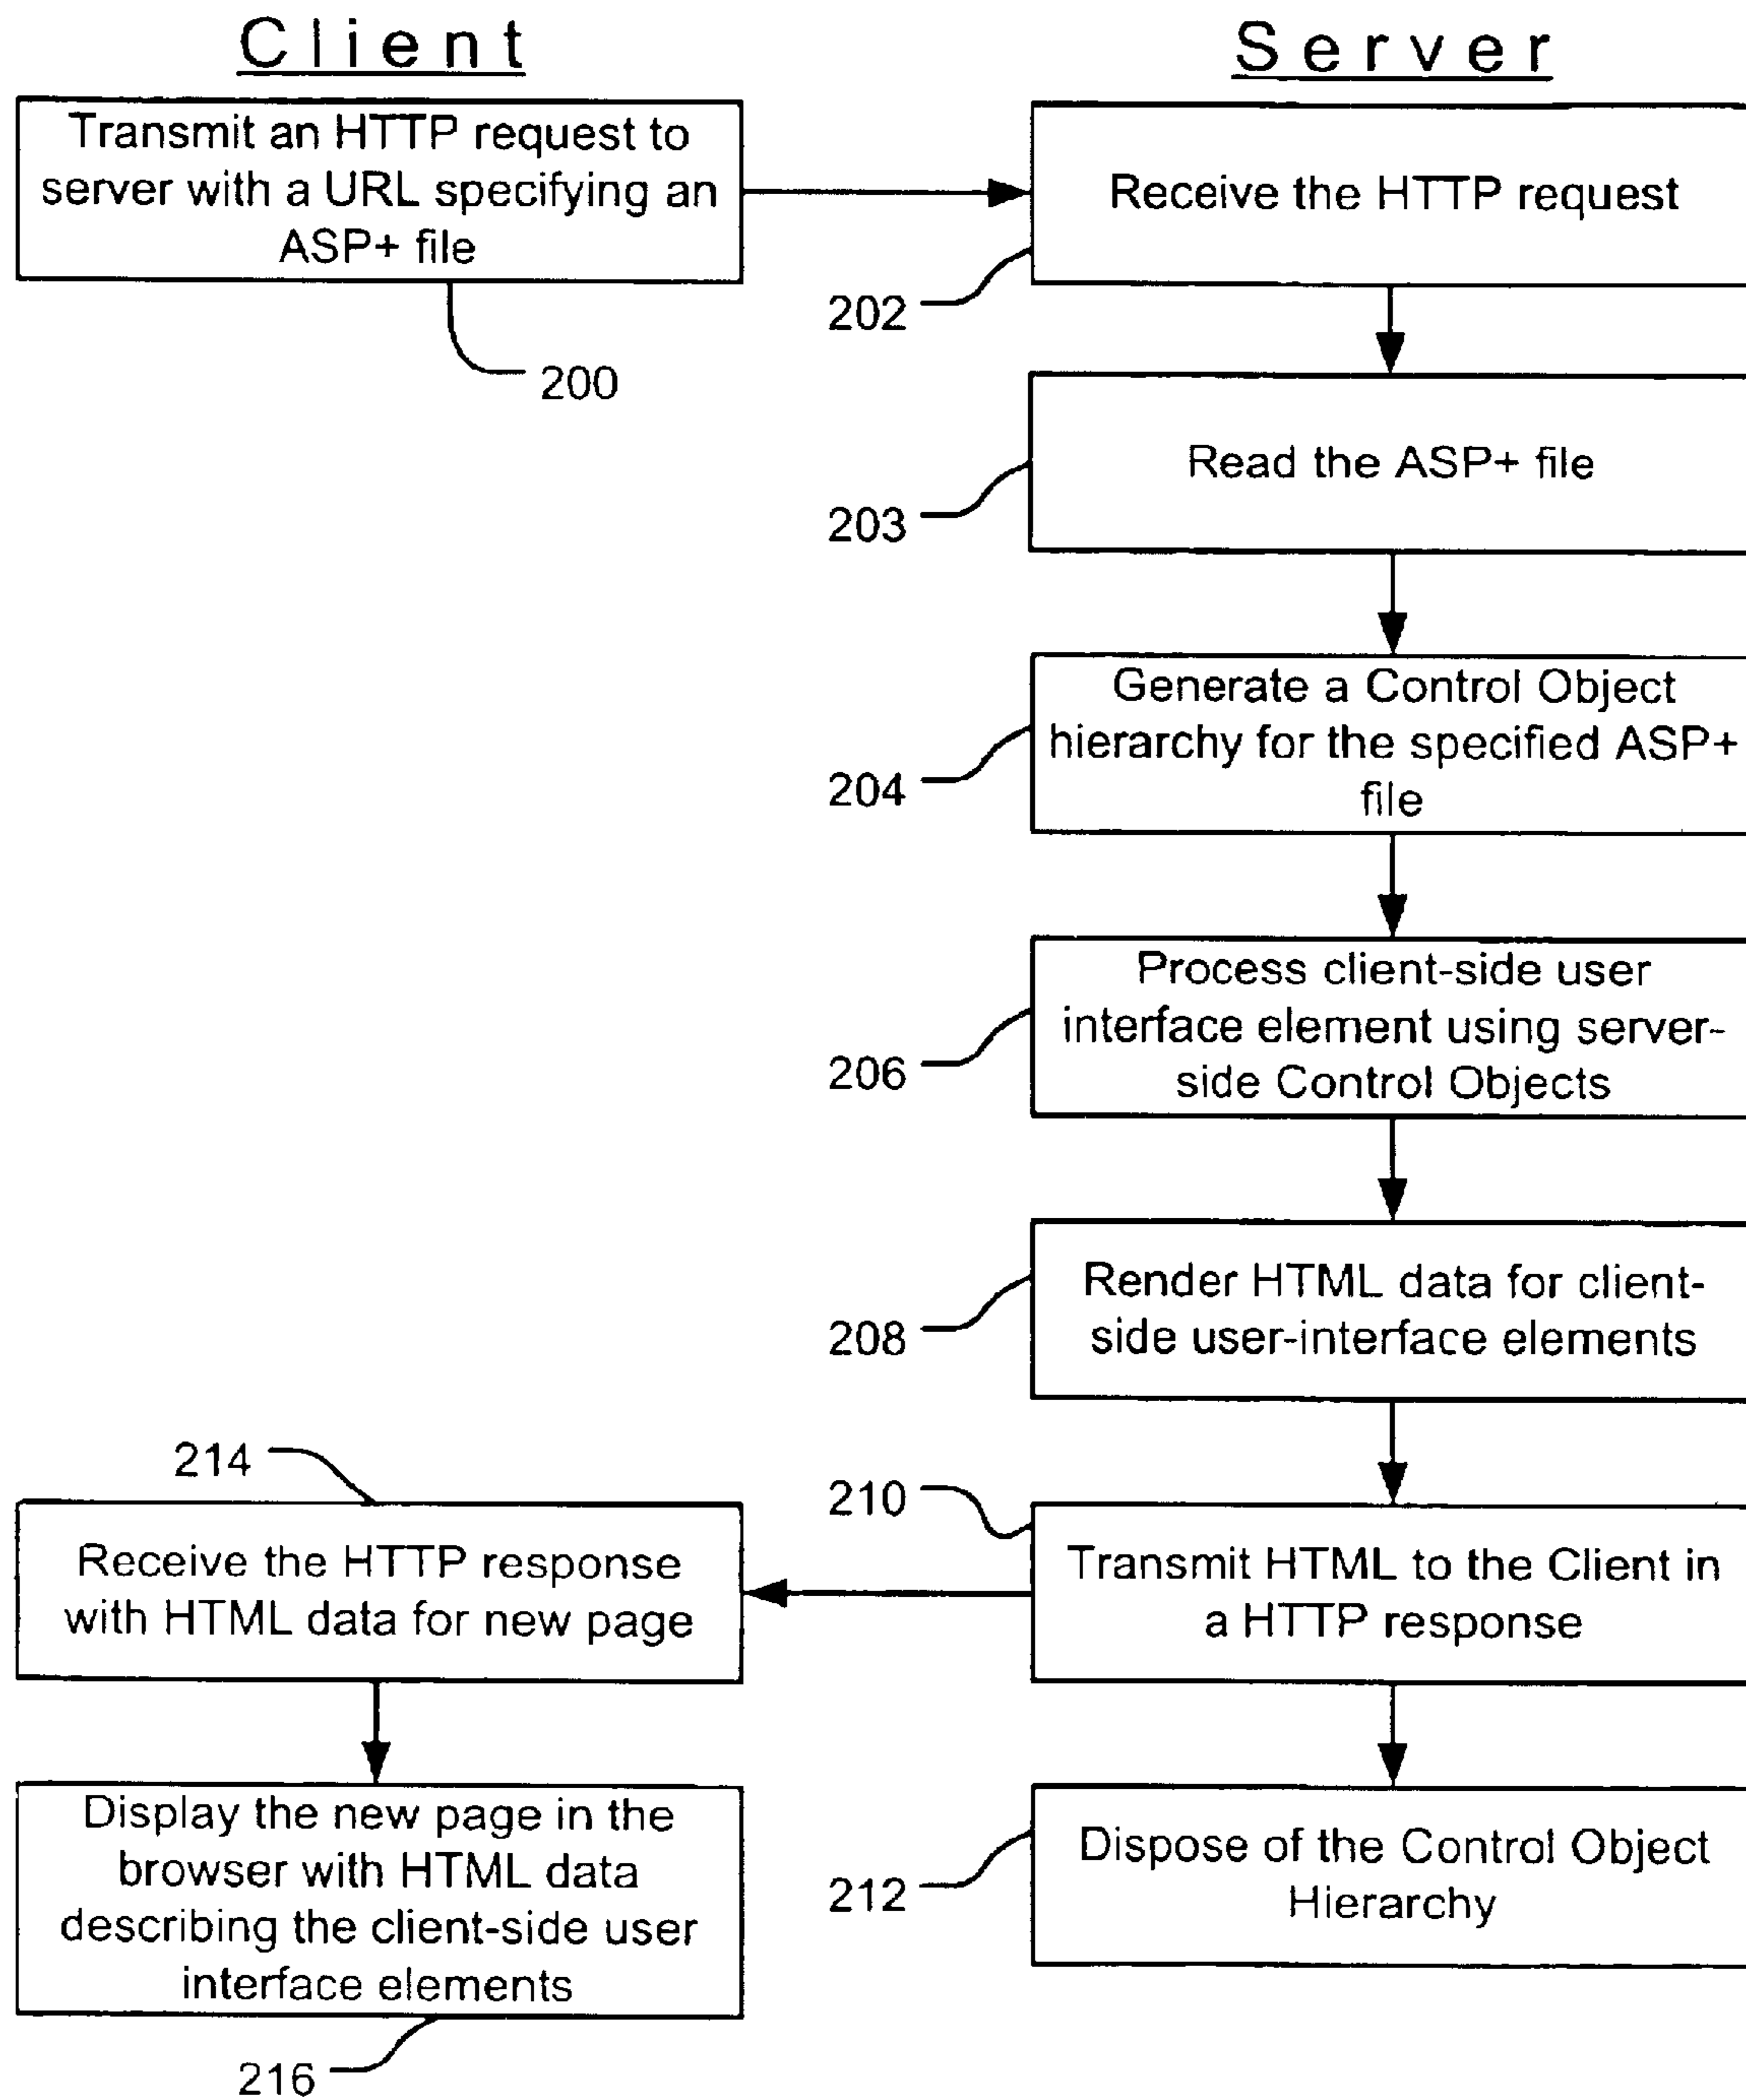 Client
Server
Transmit an HTTP request to
server with a URL specifying an
ASP+ file
200
Receive the HTTP request
202
Read the ASP+ file
203
Generate a Control Object
hierarchy for the specified ASP+
file
204
Process client-side user
interface element using server-
side Control Objects
206
Render HTML data for client-
side user-interface elements
208
Transmit HTML to the Client in
a HTTP response
210
214
Receive the HTTP response
with HTML data for new page
Display the new page in the
browser with HTML data
describing the client-side user
interface elements
216
Dispose of the Control Object
Hierarchy
212